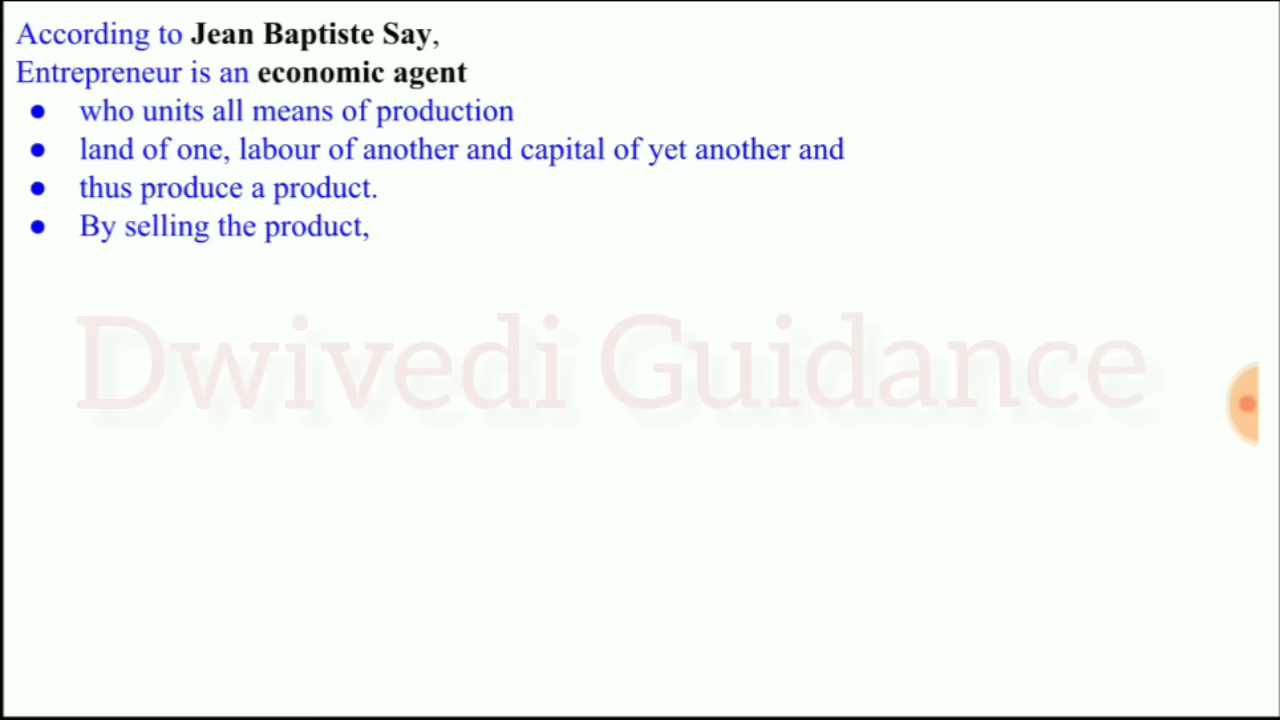 According to Jean Baptiste Say,
Entrepreneur is an economic agent
● who units all means of production
● land of one, labour of another and capital of yet another and
● thus produce a product.
● By selling the product,
Dwivedi Guidance